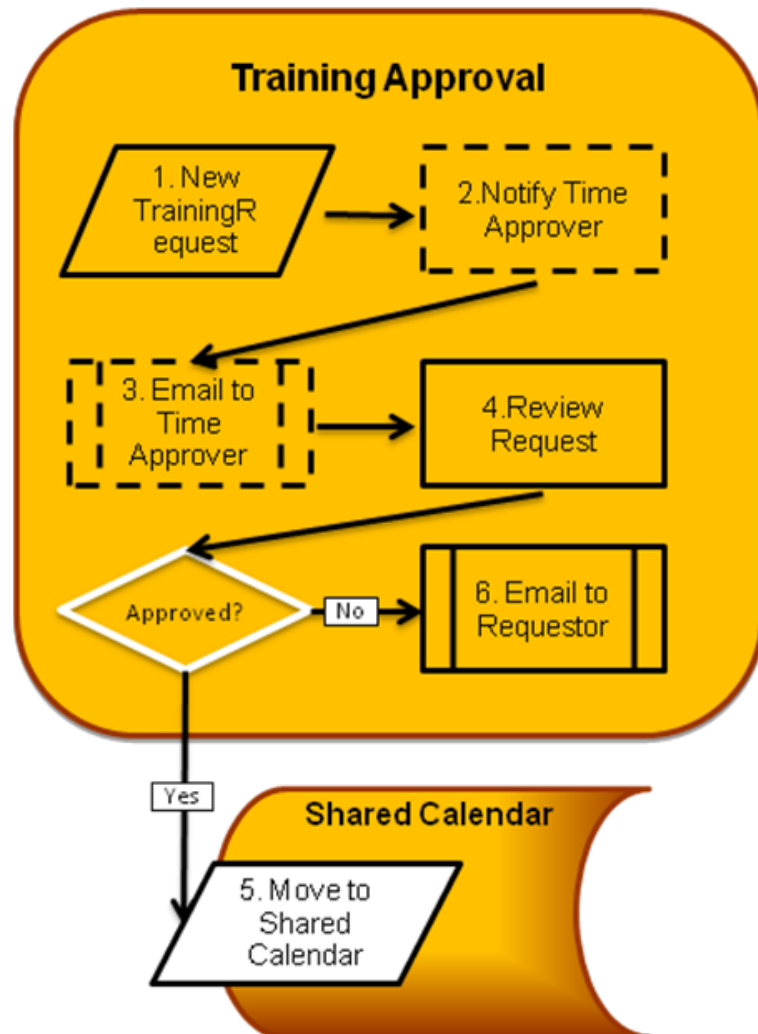 Training Approval
1. New
TrainingR
equest
2.Notify Time
Approver
3. Email to
Time
Approver
4.Review
Request
Approved?
No
6. Email to
Requestor
Yes
Shared Calendar
5. Move to
Shared
Calendar